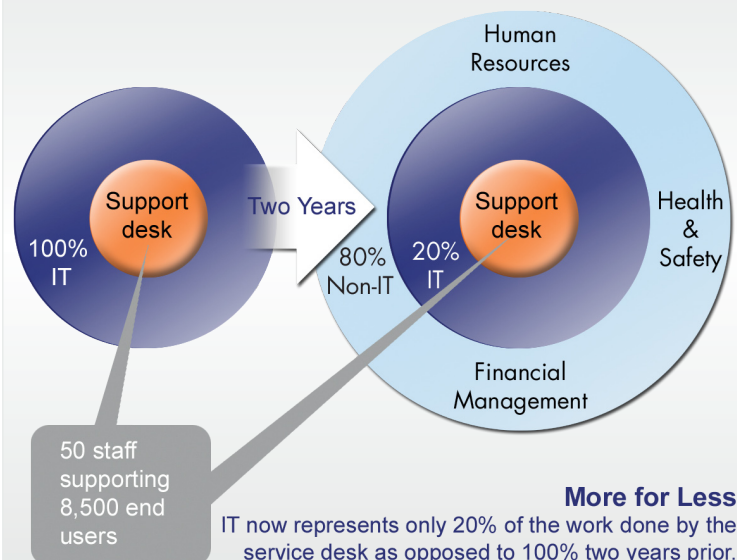 Human
Resources
Support
desk
100%
IT
Two Years
Support
desk
80%
Non-IT
20%
IT
Health
&
Safety
Financial
Management
50 staff
supporting
8,500 end
users
More for Less
IT now represents only 20% of the work done by the
service desk as opposed to 100% two years prior.